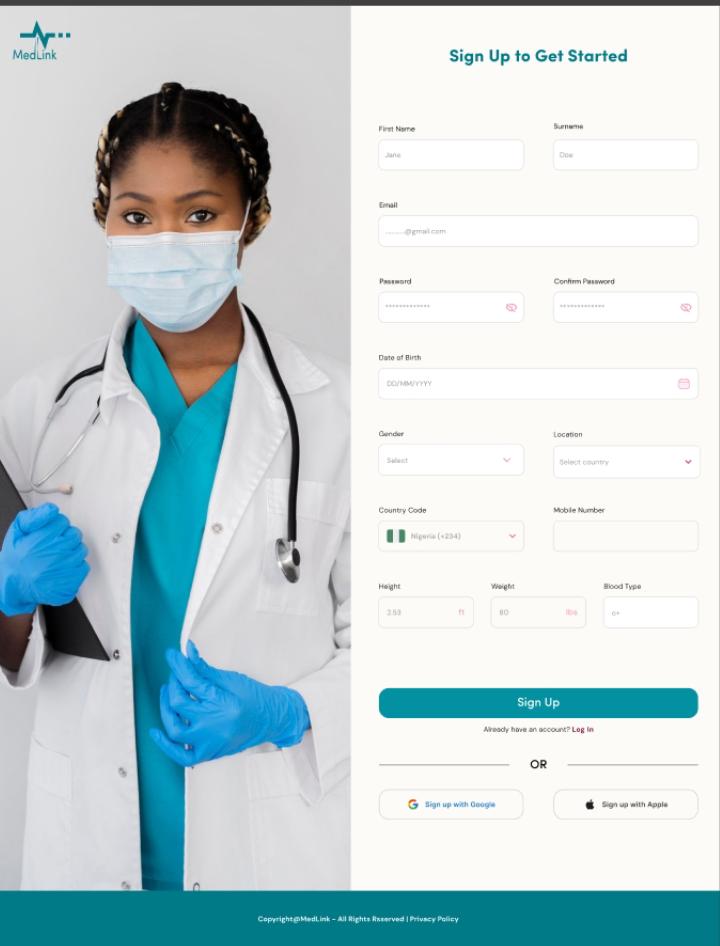 MedLink
Sign Up to Get Started
First Name
Surname
Jane
Doe
Email
..........@gmail.com
Password
Confirm Password
*************
*************
Date of Birth
DD/MM/YYYY
Gender
Location
Select
Select country
Country Code
Mobile Number
Nigeria (+234)
Height
Weight
Blood Type
3.53
ft
60
lbs
o+
Sign Up
Already have an account? Log In
OR
Sign up with Google
Sign up with Apple
Copyright@MedLink - All Rights Rsserved | Privacy Policy